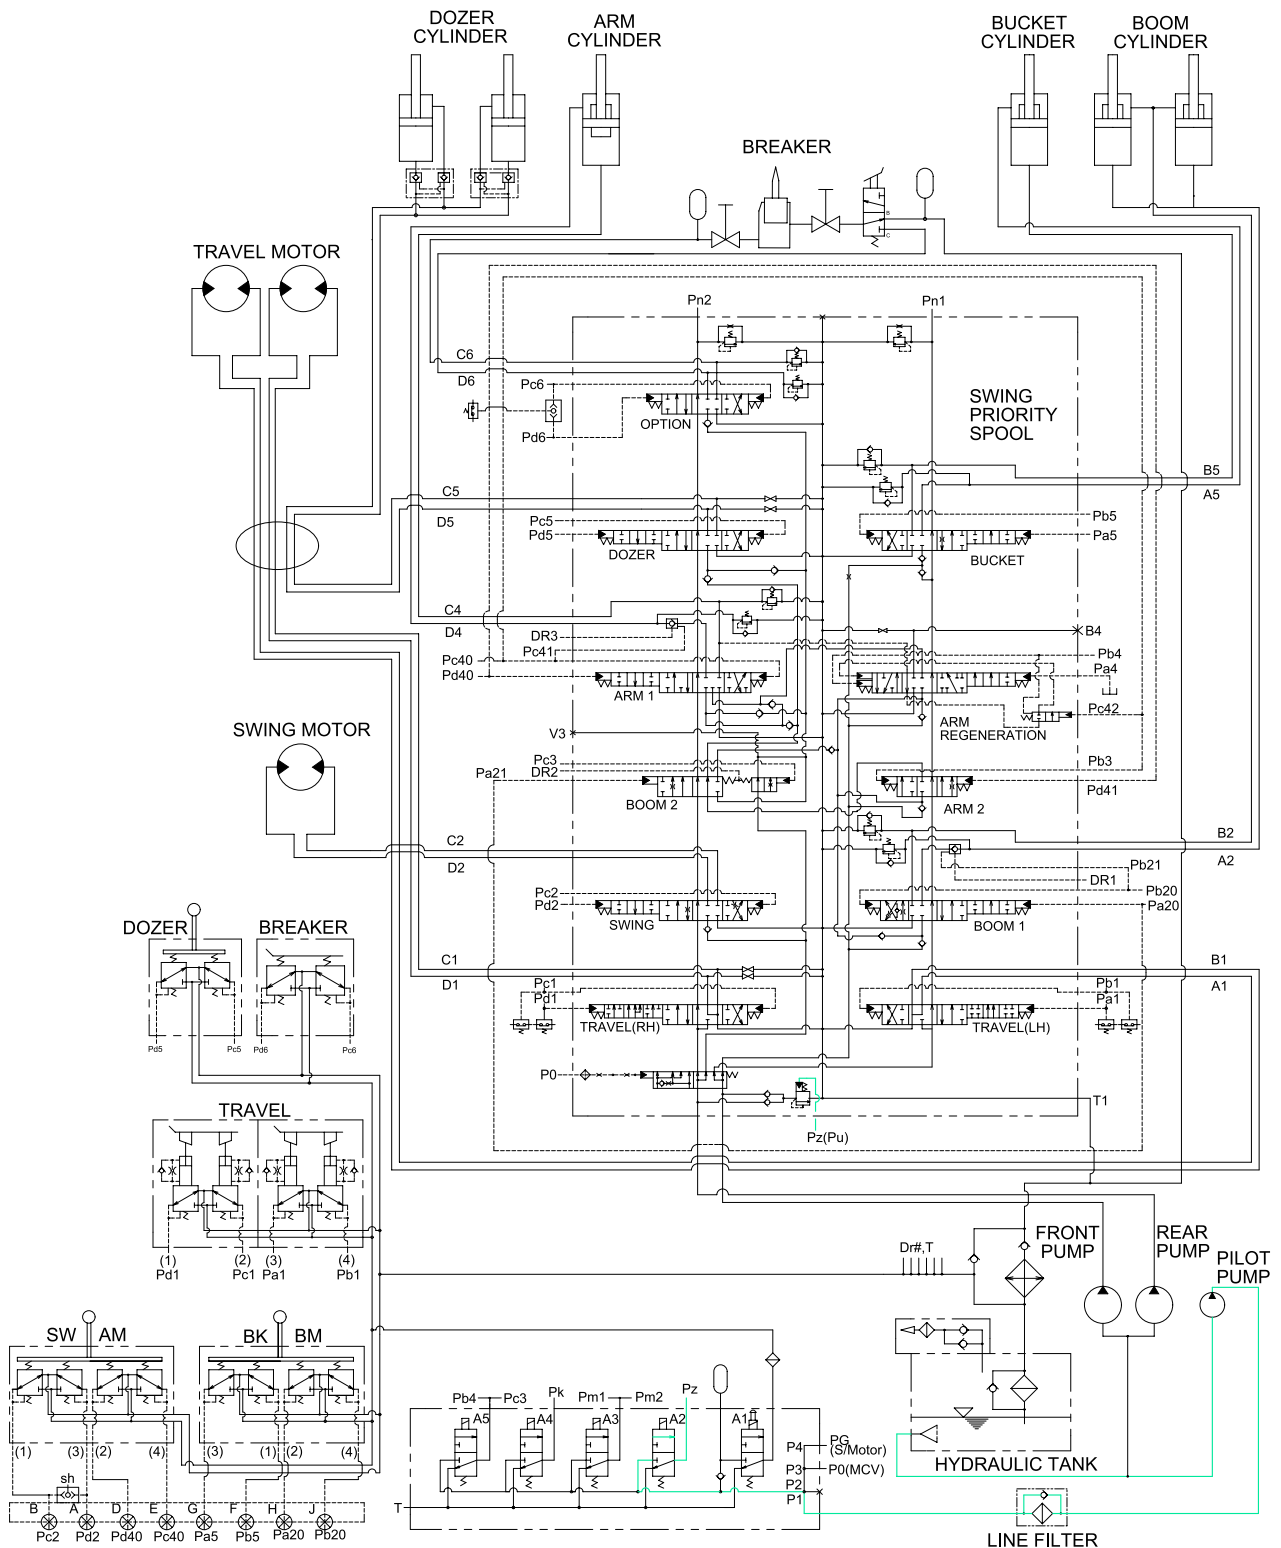 DOZER
CYLINDER
ARM
CYLINDER
BUCKET
CYLINDER
BOOM
CYLINDER
BREAKER
B
C
TRAVEL MOTOR
Pn2
Pn1
C6
D6
Pc6
Pd6
OPTION
SWING
PRIORITY
SPOOL
B5
A5
C5
D5
Pc5
Pd5
DOZER
Pb5
Pa5
BUCKET
C4
D4
DR3
Pc41
Pc40
Pd40
ARM 1
B4
Pb4
Pa4
Pc42
ARM
REGENERATION
SWING MOTOR
V3
Pc3
DR2
Pa21
BOOM 2
Pb3
Pd41
ARM 2
C2
D2
B2
A2
Pb21
DR1
Pc2
Pd2
SWING
Pb20
Pa20
BOOM 1
DOZER
BREAKER
Pd5
Pc5
Pd6
Pc6
C1
D1
B1
A1
Pc1
Pd1
TRAVEL(RH)
Pb1
Pa1
TRAVEL(LH)
P0
T1
Pz(Pu)
TRAVEL
(1)
(2)
(3)
(4)
Pd1
Pc1
Pa1
Pb1
Dr#,T
FRONT
PUMP
REAR
PUMP
PILOT
PUMP
SW
AM
BK
BM
(1)
(3)
(2)
(4)
(3)
(1)
(2)
(4)
sh
B
A
D
E
G
F
H
J
Pc2
Pd2
Pd40
Pc40
Pa5
Pb5
Pa20
Pb20
Pb4
Pc3
Pk
Pm1
Pm2
Pz
A5
A4
A3
A2
A1
T
P4
PG
(S/Motor)
P3
P0(MCV)
P2
P1
HYDRAULIC TANK
LINE FILTER